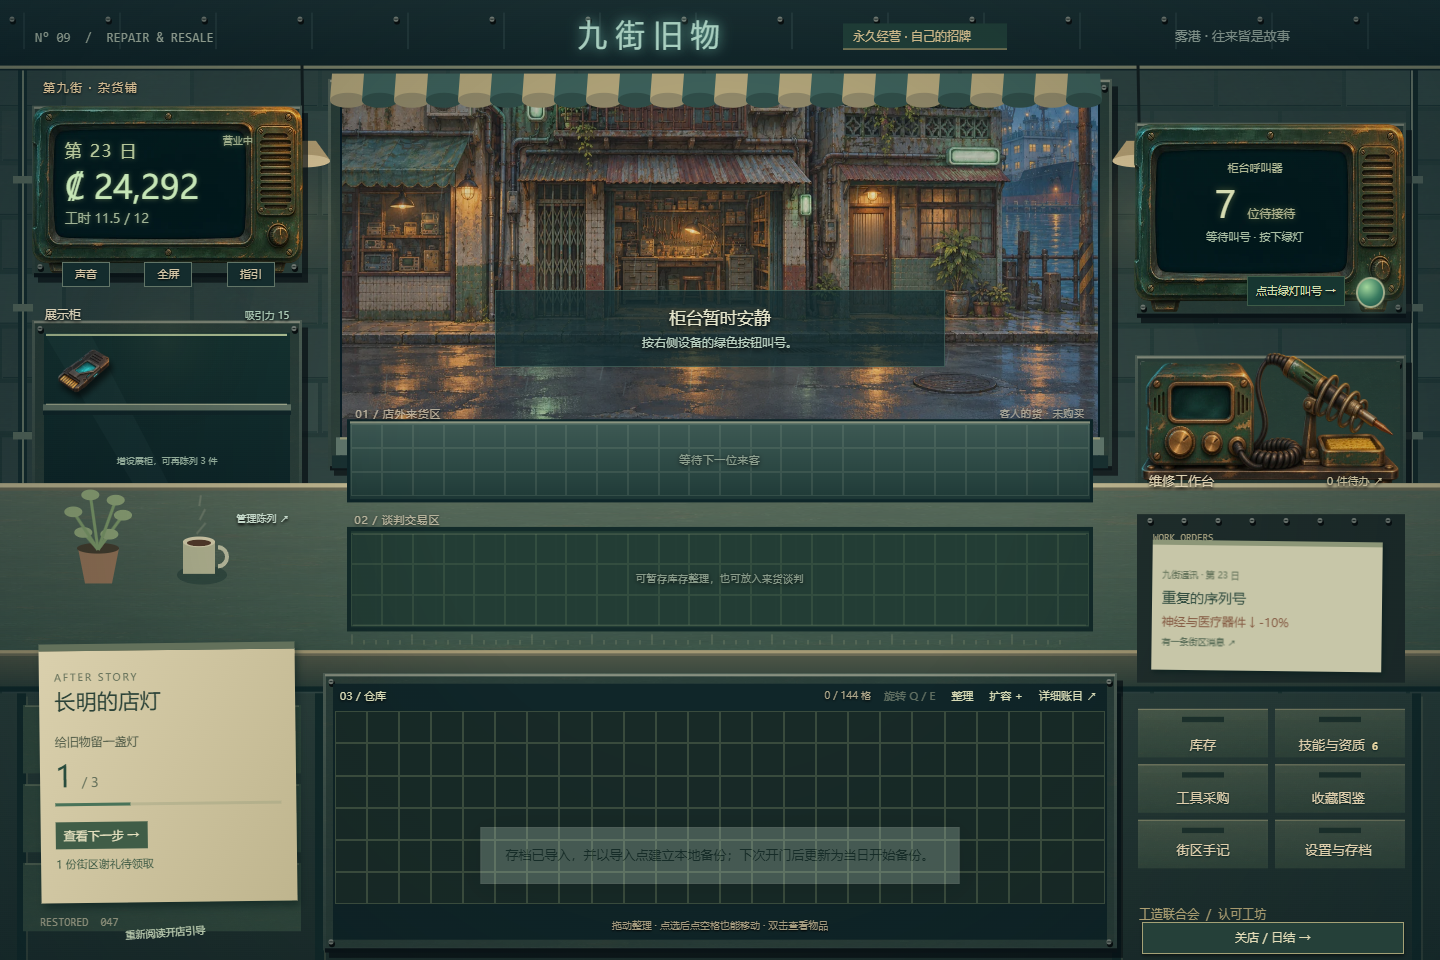 N° 09 / REPAIR & RESALE
九街旧物
永久经营 · 自己的招牌
雾港 · 往来皆是故事
第九街 · 杂货铺
营业中
第 23 日
₡ 24,292
工时 11.5 / 12
声音
全屏
指引
展示柜
吸引力 15
增设展柜，可再陈列 3 件
管理陈列 ↗
柜台暂时安静
按右侧设备的绿色按钮叫号。
01 / 店外来货区
客人的货 · 未购买
等待下一位来客
02 / 谈判交易区
可暂存库存整理，也可放入来货谈判
柜台呼叫器
7 位待接待
等待叫号 · 按下绿灯
点击绿灯叫号 →
维修工作台
0 件待办 ↗
WORK ORDERS
九街通讯 · 第 23 日
重复的序列号
神经与医疗器件 ↓ -10%
有一条街区消息 ↗
AFTER STORY
长明的店灯
给旧物留一盏灯
1 / 3
查看下一步 →
1 份街区谢礼待领取
RESTORED 047
重新阅读开店引导
03 / 仓库
0 / 144 格
旋转 Q / E
整理
扩容 +
详细账目 ↗
存档已导入，并以导入点建立本地备份；下次开门后更新为当日开始备份。
拖动整理 · 点选后点空格也能移动 · 双击查看物品
库存
技能与资质 6
工具采购
收藏图鉴
街区手记
设置与存档
工造联合会 / 认可工坊
关店 / 日结 →